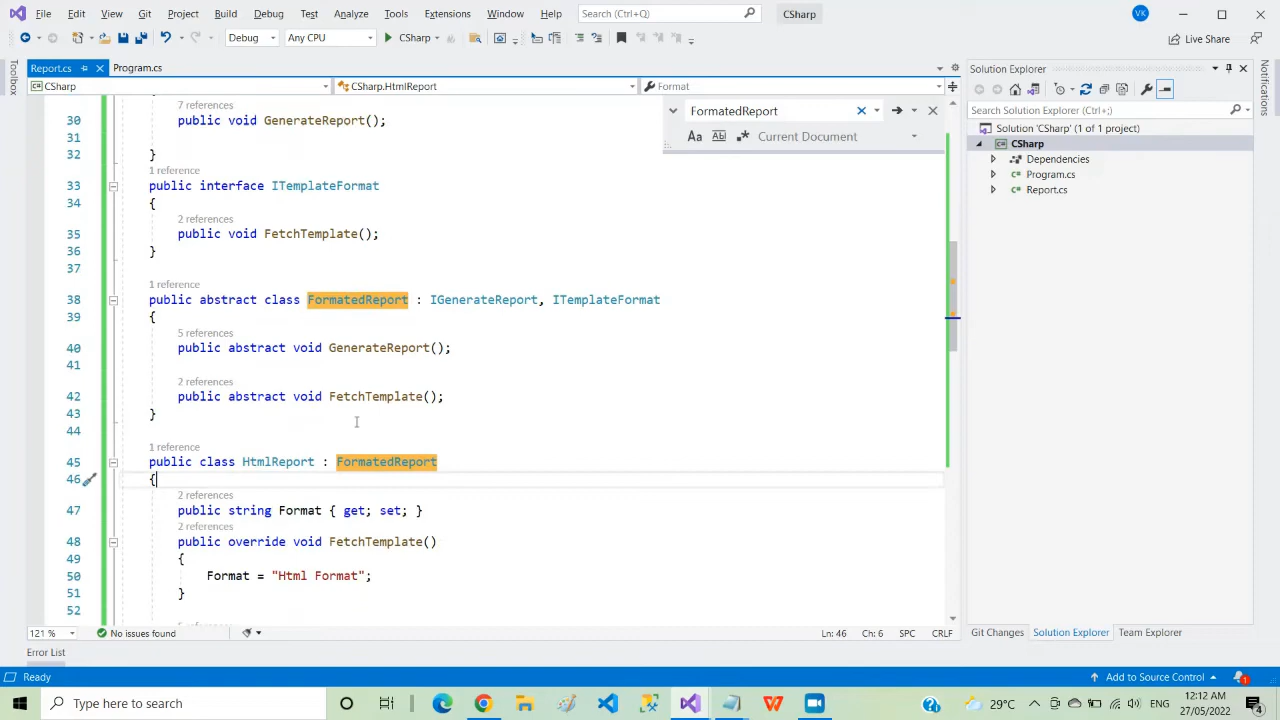 File Edit View Git Project Build Debug Test Analyze Tools Extensions Window Help Search (Ctrl+Q) CSharp VK
Debug Any CPU CSharp Live Share
Report.cs Program.cs
CSharp CSharp.HtmlReport Format
Toolbox
7 references
30 public void GenerateReport();
31
32 }
1 reference
33 public interface ITemplateFormat
34 {
2 references
35 public void FetchTemplate();
36 }
37
1 reference
38 public abstract class FormatedReport : IGenerateReport, ITemplateFormat
39 {
5 references
40 public abstract void GenerateReport();
41
2 references
42 public abstract void FetchTemplate();
43 }
44
1 reference
45 public class HtmlReport : FormatedReport
46 {
2 references
47 public string Format { get; set; }
2 references
48 public override void FetchTemplate()
49 {
50 Format = "Html Format";
51 }
52
FormatedReport
Aa Ab Current Document
Solution Explorer
Search Solution Explorer (Ctrl+;)
Solution 'CSharp' (1 of 1 project)
CSharp
Dependencies
Program.cs
Report.cs
Notifications
121 % No issues found Ln: 46 Ch: 6 SPC CRLF
Git Changes Solution Explorer Team Explorer
Error List
Ready Add to Source Control 1
Type here to search 29°C ENG 12:12 AM
27/05/2022 4